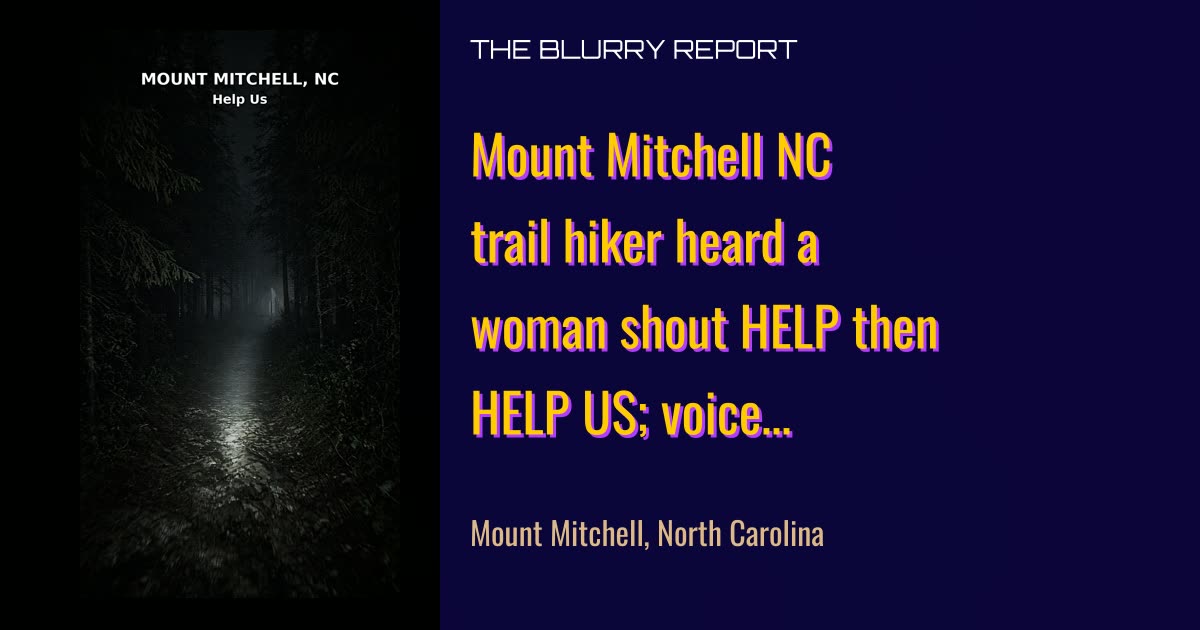 MOUNT MITCHELL, NC
Help Us
THE BLURRY REPORT
Mount Mitchell NC
trail hiker heard a
woman shout HELP then
HELP US; voice...
Mount Mitchell, North Carolina